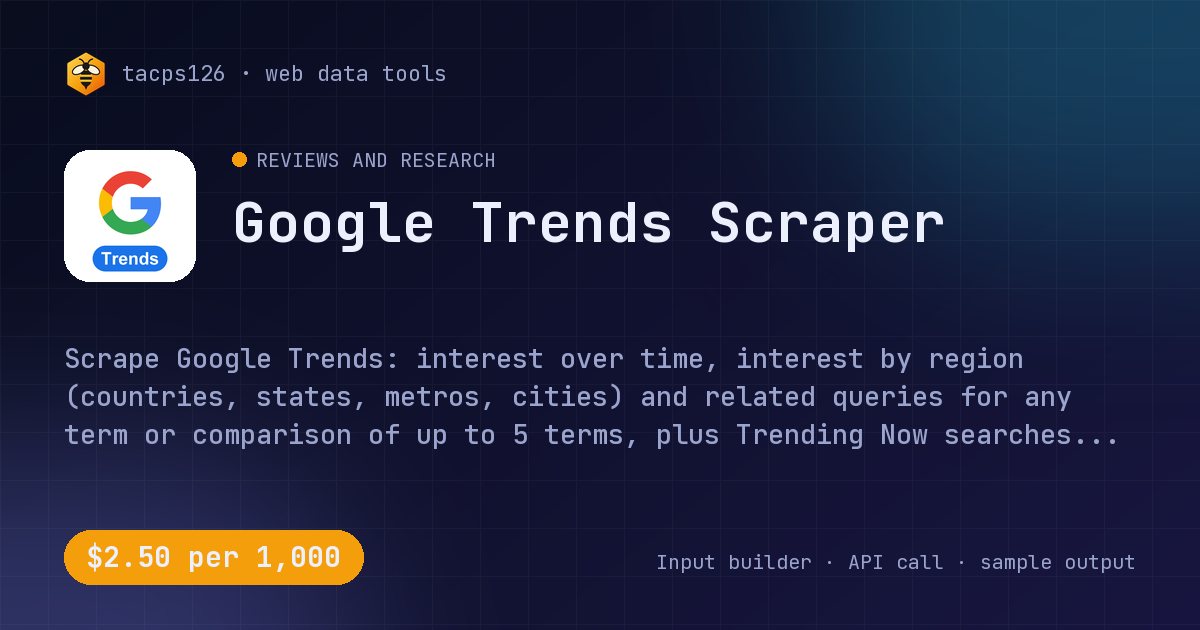 tacps126 · web data tools
REVIEWS AND RESEARCH
Google Trends Scraper
Trends
Scrape Google Trends: interest over time, interest by region
(countries, states, metros, cities) and related queries for any
term or comparison of up to 5 terms, plus Trending Now searches...
$2.50 per 1,000
Input builder · API call · sample output